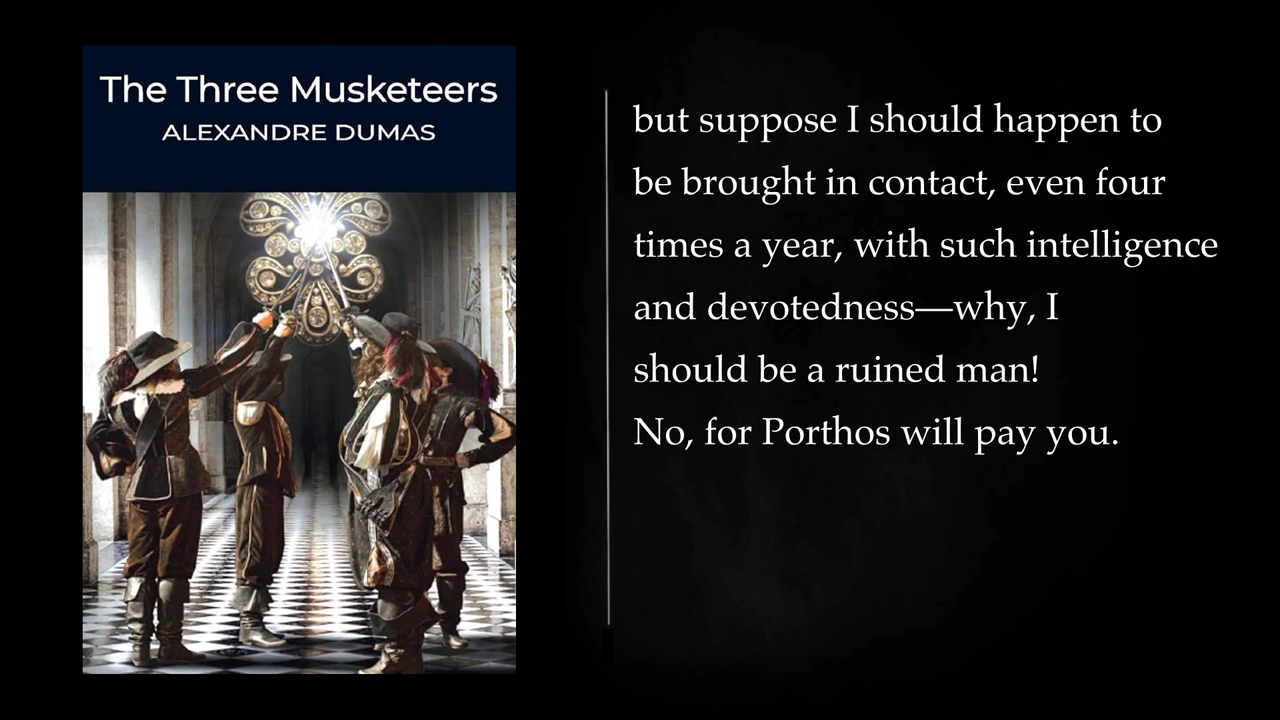 The Three Musketeers
ALEXANDRE DUMAS
but suppose I should happen to
be brought in contact, even four
times a year, with such intelligence
and devotedness—why, I
should be a ruined man!
No, for Porthos will pay you.